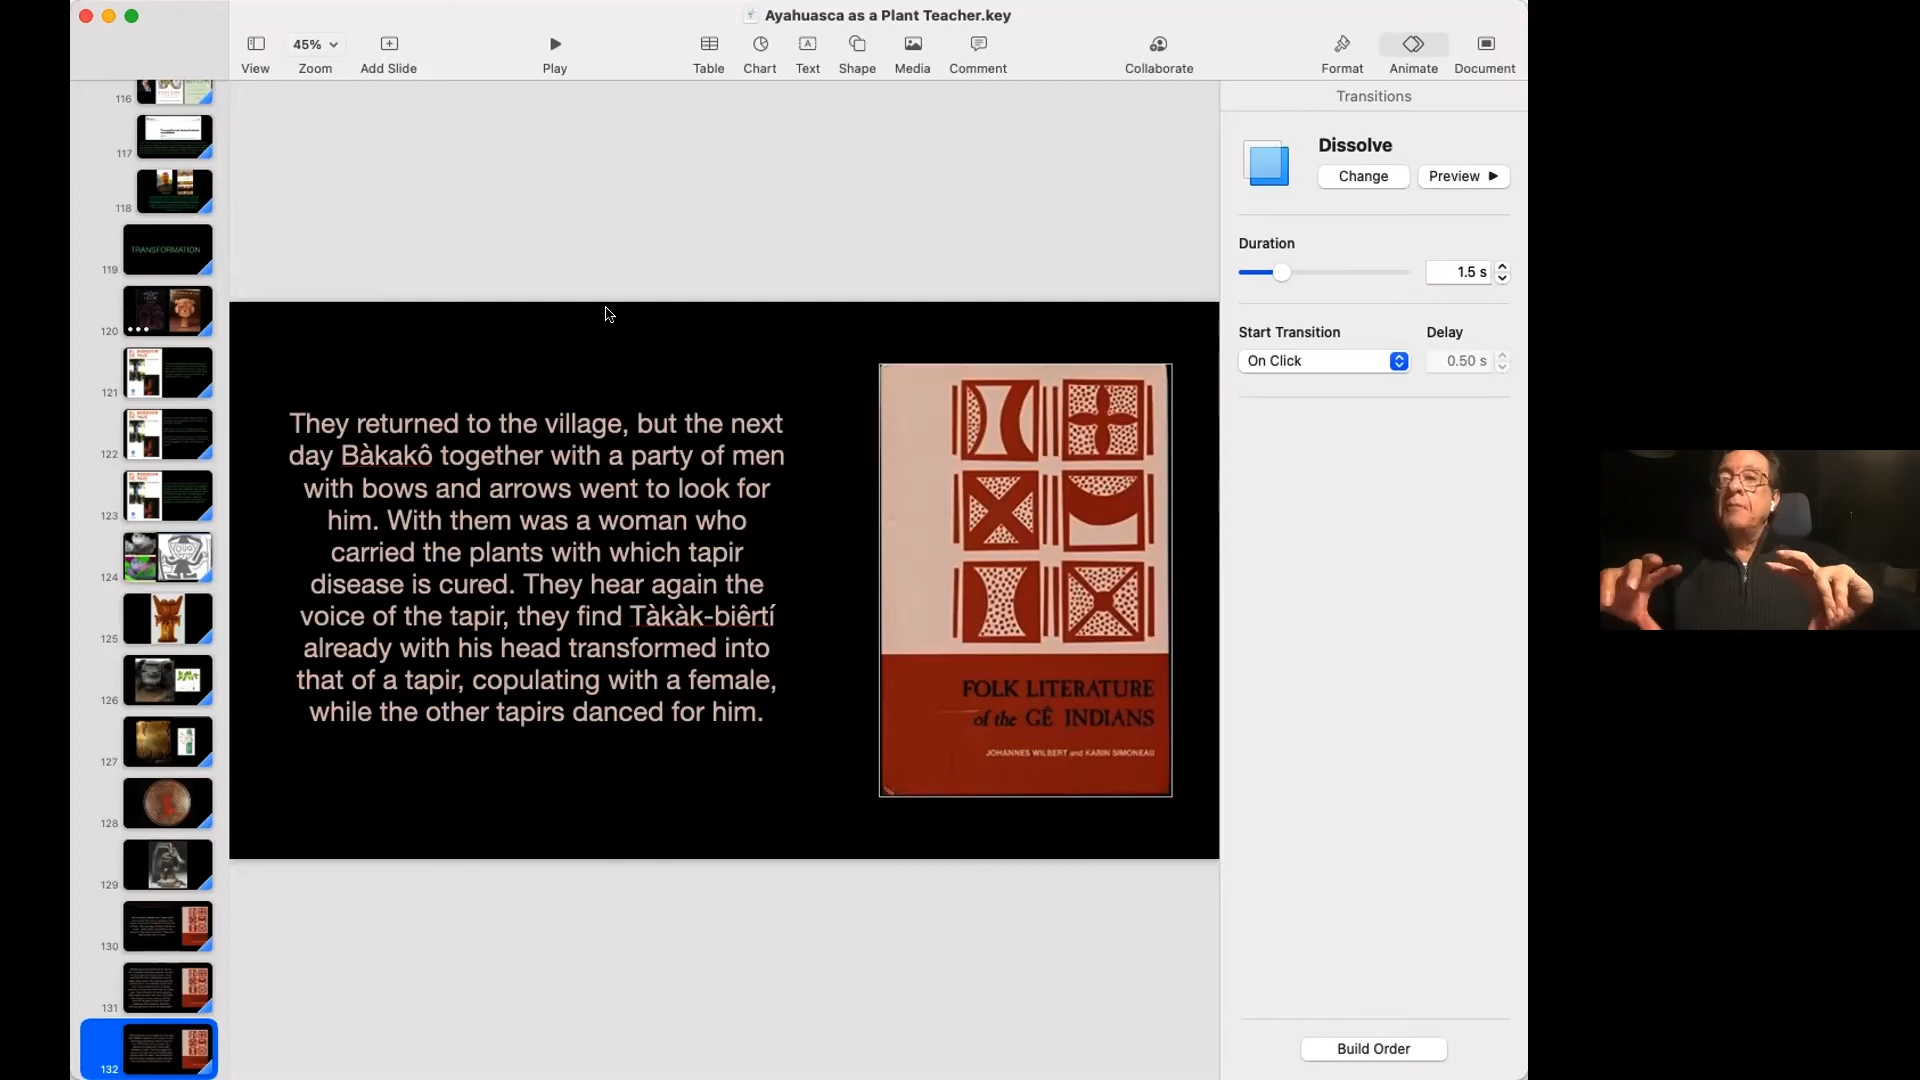 Ayahuasca as a Plant Teacher.key
View
45%
Zoom
Add Slide
Play
Table
Chart
Text
Shape
Media
Comment
Collaborate
Format
Animate
Document
116
117
118
TRANSFORMATION
119
120
121
122
123
124
125
126
127
128
129
130
131
132
They returned to the village, but the next
day Bàkakô together with a party of men
with bows and arrows went to look for
him. With them was a woman who
carried the plants with which tapir
disease is cured. They hear again the
voice of the tapir, they find Tàkàk-biêrtí
already with his head transformed into
that of a tapir, copulating with a female,
while the other tapirs danced for him.
FOLK LITERATURE
of the GÊ INDIANS
JOHANNES WILBERT and KARIN SIMONEAU
Transitions
Dissolve
Change
Preview
Duration
1.5 s
Start Transition
Delay
On Click
0.50 s
Build Order